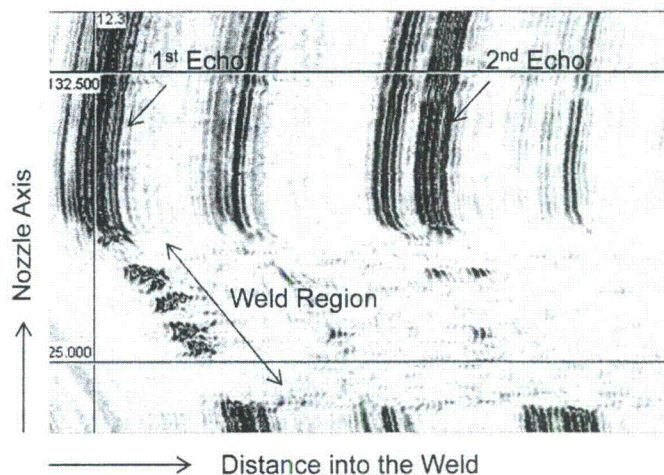 12.3
1st Echo
2nd Echo
132.500
Nozzle Axis
Weld Region
25.000
Distance into the Weld